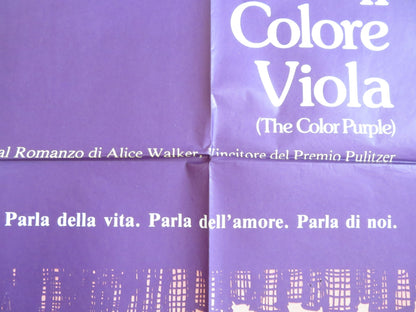 Colore
Viola
(The Color Purple)
al Romanzo di Alice Walker Vincitore del Premio Pulitzer
Parla della vita. Parla dell'amore. Parla di noi.